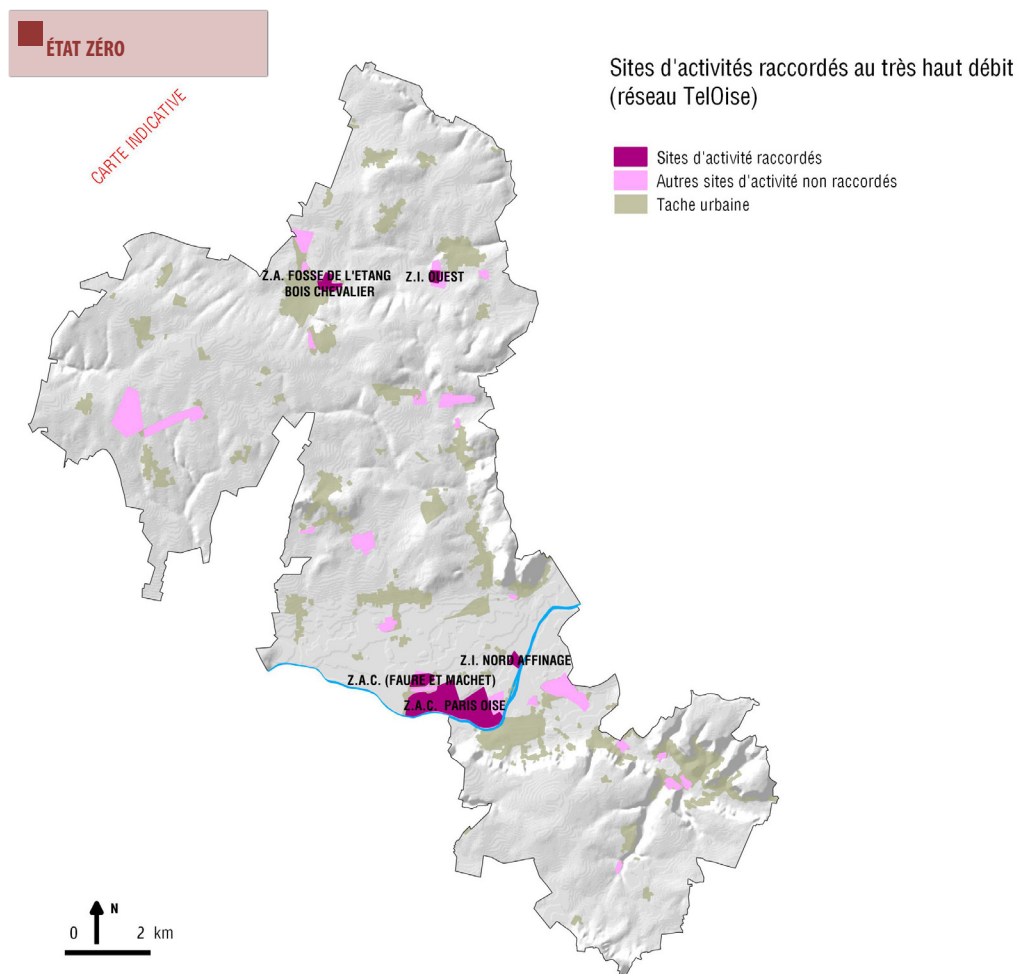 ÉTAT ZÉRO
CARTE INDICATIVE
Sites d'activités raccordés au très haut débit
(réseau TelOise)
Sites d'activité raccordés
Autres sites d'activité non raccordés
Tache urbaine
Z.A. FOSSE DE L'ETANG
BOIS CHEVALIER
Z.I. OUEST
Z.I. NORD AFFINAGE
Z.A.C. (FAURE ET MACHET)
Z.A.C. PARIS OISE
N
0 2 km